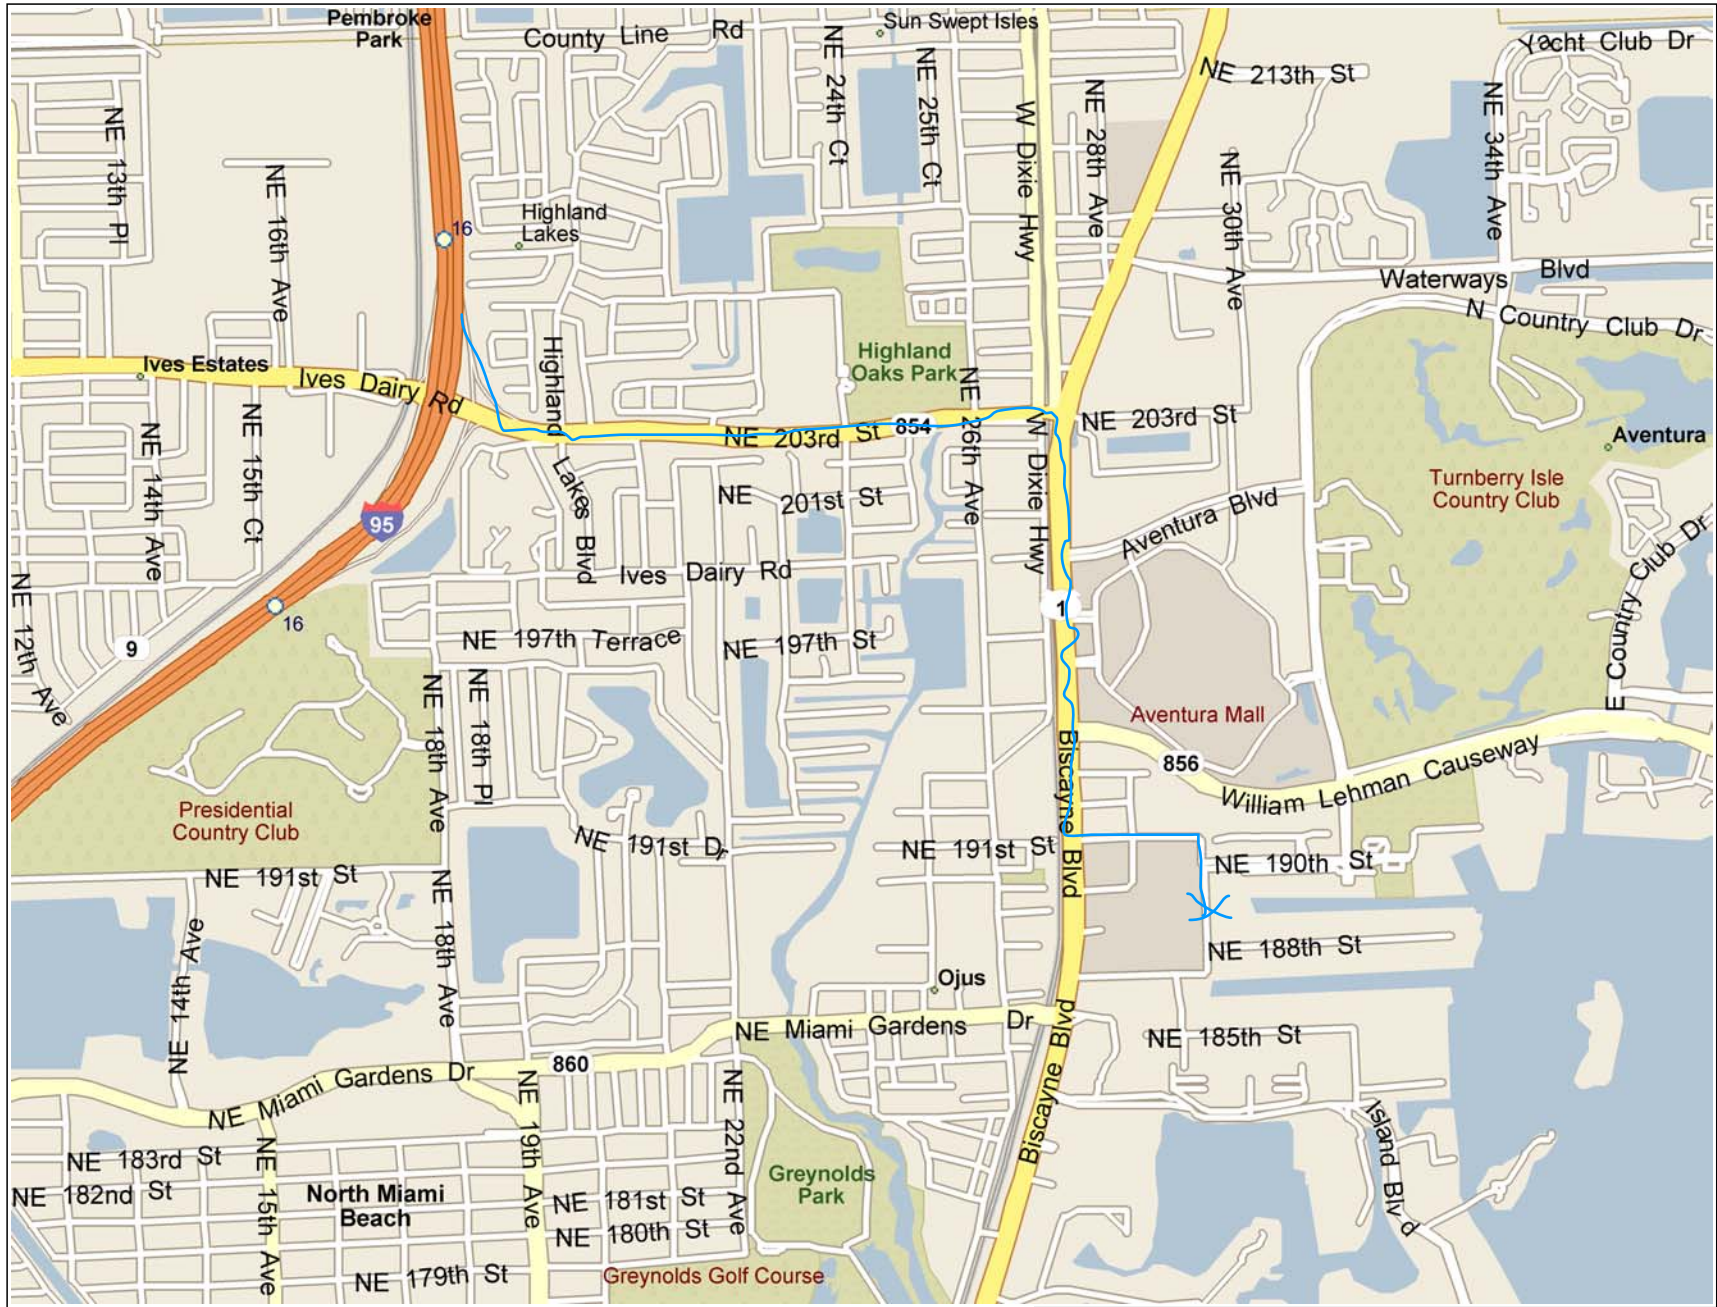 Pembroke
Park
County Line Rd
Sun Swept Isles
Yacht Club Dr
NE 213th St
NE 24th Ct
NE 25th Ct
W Dixie Hwy
NE 28th Ave
NE 34th Ave
NE 13th Pl
NE 16th Ave
NE 30th Ave
16
Highland
Lakes
Waterways Blvd
N Country Club Dr
Ives Estates
Ives Dairy Rd
Highland
Lakes Blvd
Highland
Oaks Park
NE 26th Ave
NE 203rd St
854
W Dixie Hwy
NE 203rd St
Aventura
NE 14th Ave
NE 15th Ct
Turnberry Isle
Country Club
NE 201st St
95
Aventura Blvd
E Country Club Dr
Ives Dairy Rd
NE 12th Ave
16
9
1
NE 197th Terrace
NE 197th St
NE 18th Ave
NE 18th Pl
Aventura Mall
Biscayne Blvd
856
William Lehman Causeway
Presidential
Country Club
NE 191st Dr
NE 191st St
NE 190th St
NE 191st St
NE 18th Ave
NE 14th Ave
NE 188th St
Ojus
NE Miami Gardens Dr
Biscayne Blvd
NE 185th St
860
NE Miami Gardens Dr
NE 19th Ave
NE 22nd Ave
Island Blvd
NE 183rd St
NE 15th Ave
NE 182nd St
North Miami
Beach
NE 181st St
NE 180th St
Greynolds
Park
NE 179th St
Greynolds Golf Course